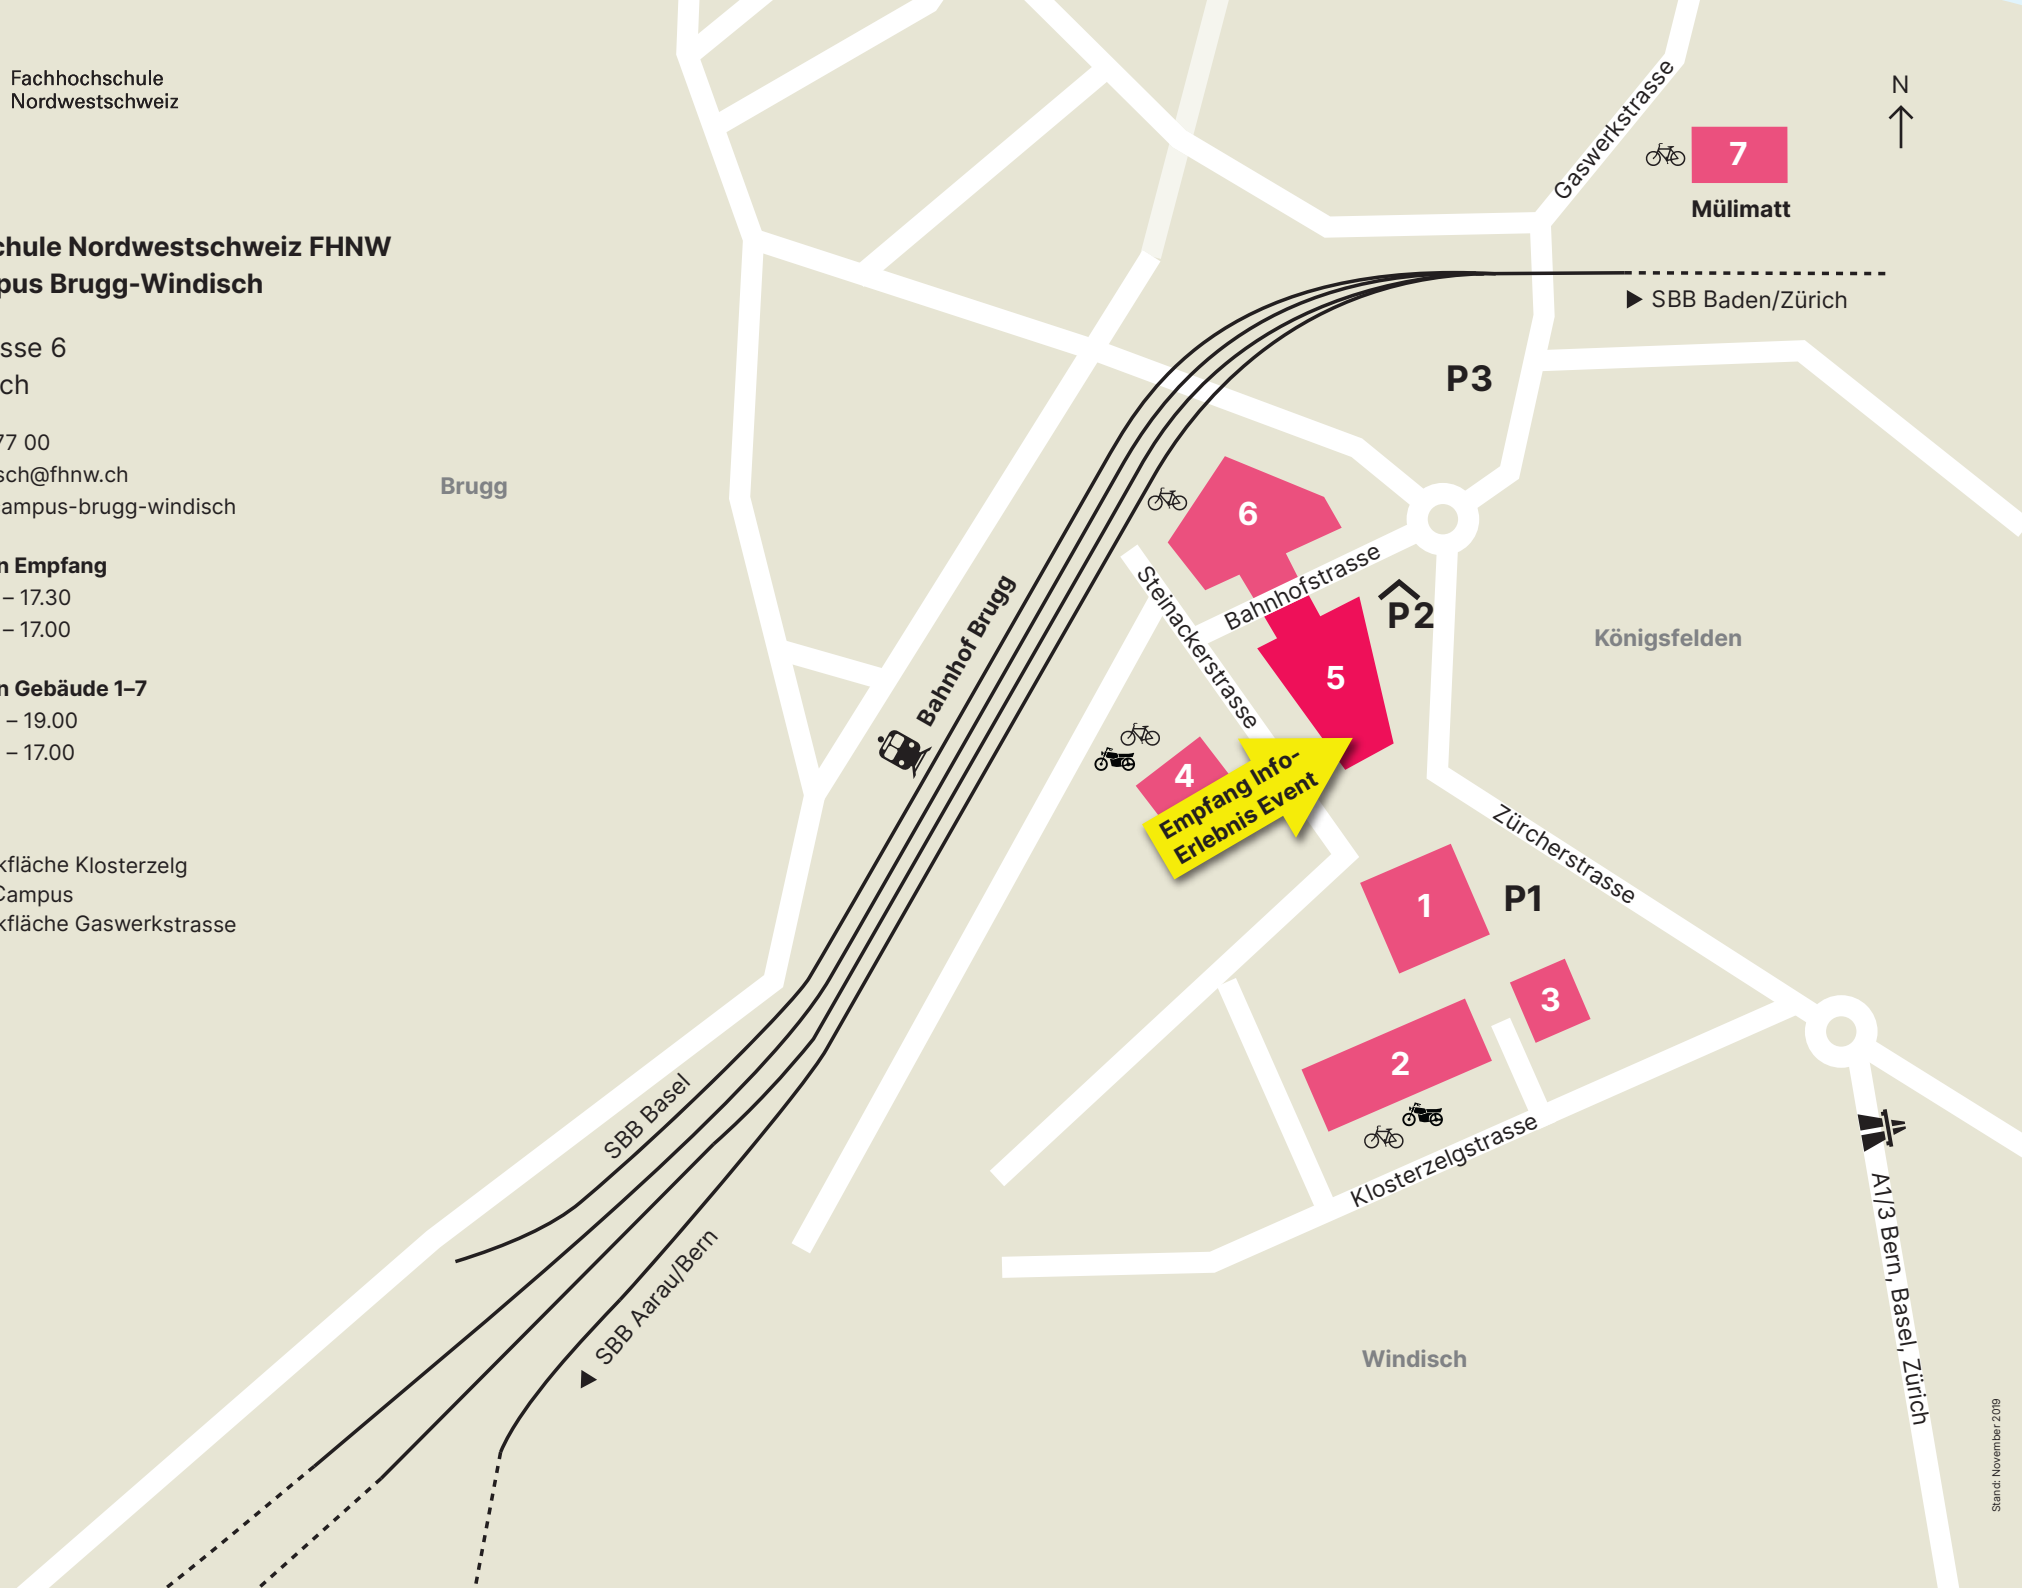 Fachhochschule
Nordwestschweiz
chule Nordwestschweiz FHNW
pus Brugg-Windisch
sse 6
ch
77 00
sch@fhnw.ch
ampus-brugg-windisch
n Empfang
– 17.30
– 17.00
n Gebäude 1–7
– 19.00
– 17.00
kfläche Klosterzelg
Campus
kfläche Gaswerkstrasse
Brugg
N
Gaswerkstrasse
7
Mülimatt
SBB Baden/Zürich
P3
6
Bahnhofstrasse
Steinackerstrasse
P2
Königsfelden
5
Bahnhof Brugg
4
Empfang Info-
Erlebnis Event
Zürcherstrasse
1
P1
3
2
Klosterzelgstrasse
SBB Basel
SBB Aarau/Bern
Windisch
A1/3 Bern, Basel, Zürich
Stand: November 2019